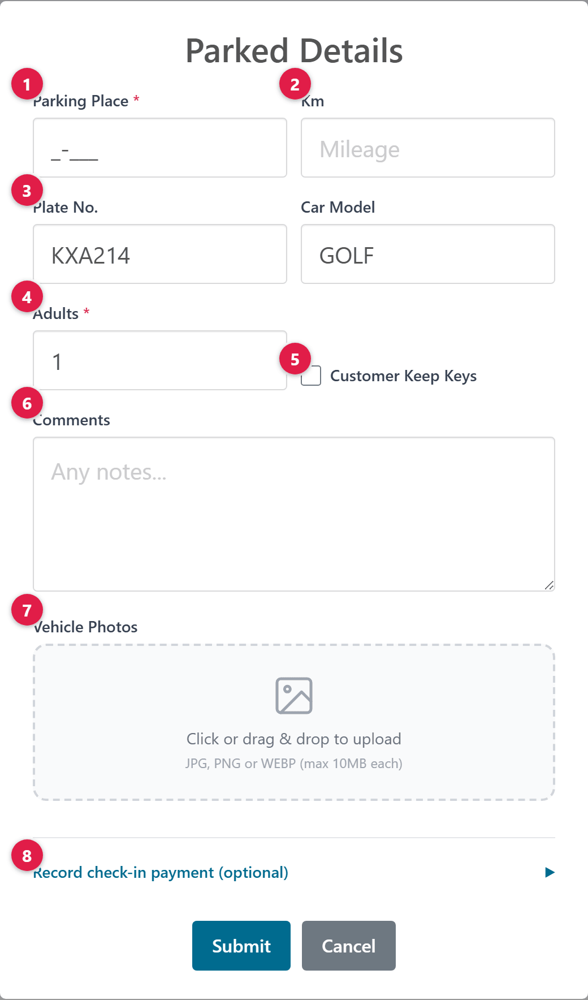 Parked Details
1
2
Parking Place *
Km
_-___
Mileage
3
Plate No.
Car Model
KXA214
GOLF
4
Adults *
1
5
Customer Keep Keys
6
Comments
Any notes...
7
Vehicle Photos
Click or drag & drop to upload
JPG, PNG or WEBP (max 10MB each)
8
Record check-in payment (optional)
Submit
Cancel